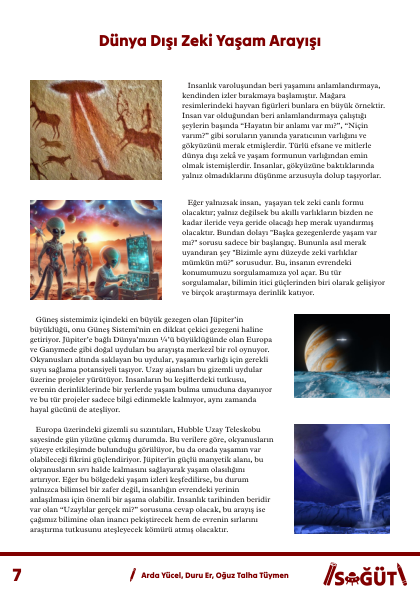 Dünya Dışı Zeki Yaşam Arayışı
İnsanlık varoluşundan beri yaşamını anlamlandırmaya,
kendinden izler bırakmaya başlamıştır. Mağara
resimlerindeki hayvan figürleri bunlara en büyük örnektir.
İnsan var olduğundan beri anlamlandırmaya çalıştığı
şeylerin başında “Hayatın bir anlamı var mı?”, “Niçin
varım?” gibi soruların yanında yaratıcının varlığını ve
gökyüzünü merak etmişlerdir. Türlü efsane ve mitlerle
dünya dışı zekâ ve yaşam formunun varlığından emin
olmak istemişlerdir. İnsanlar, gökyüzüne baktıklarında
yalnız olmadıklarını düşünme arzusuyla dolup taşıyorlar.
Eğer yalnızsak insan, yaşayan tek zeki canlı formu
olacaktır; yalnız değilsek bu akıllı varlıkların bizden ne
kadar ileride veya geride olacağı hep merak uyandırmış
olacaktır. Bundan dolayı "Başka gezegenlerde yaşam var
mı?" sorusu sadece bir başlangıç. Bununla asıl merak
uyandıran şey "Bizimle aynı düzeyde zeki varlıklar
mümkün mü?" sorusudur. Bu, insanın evrendeki
konumumuzu sorgulamamıza yol açar. Bu tür
sorgulamalar, bilimin itici güçlerinden biri olarak gelişiyor
ve birçok araştırmaya derinlik katıyor.
Güneş sistemimiz içindeki en büyük gezegen olan Jüpiter’in
büyüklüğü, onu Güneş Sistemi’nin en dikkat çekici gezegeni haline
getiriyor. Jüpiter’e bağlı Dünya’mızın ¼’ü büyüklüğünde olan Europa
ve Ganymede gibi doğal uyduları bu arayışta merkezî bir rol oynuyor.
Okyanusları altında saklayan bu uydular, yaşamın varlığı için gerekli
suyu sağlama potansiyeli taşıyor. Uzay ajansları bu gizemli uydular
üzerine projeler yürütüyor. İnsanların bu keşiflerdeki tutkusu,
evrenin derinliklerinde bir yerlerde yaşam bulma umuduna dayanıyor
ve bu tür projeler sadece bilgi edinmekle kalmıyor, aynı zamanda
hayal gücünü de ateşliyor.
Europa üzerindeki gizemli su sızıntıları, Hubble Uzay Teleskobu
sayesinde gün yüzüne çıkmış durumda. Bu verilere göre, okyanusların
yüzeye etkileşimde bulunduğu görülüyor, bu da orada yaşamın var
olabileceği fikrini güçlendiriyor. Jüpiter’in güçlü manyetik alanı, bu
okyanusların sıvı halde kalmasını sağlayarak yaşam olasılığını
artırıyor. Eğer bu bölgedeki yaşam izleri keşfedilirse, bu durum
yalnızca bilimsel bir zafer değil, insanlığın evrendeki yerinin
anlaşılması için önemli bir aşama olabilir. İnsanlık tarihinden beridir
var olan “Uzaylılar gerçek mi?” sorusuna cevap olacak, bu arayış ise
çağımız bilimine olan inancı pekiştirecek hem de evrenin sırlarını
araştırma tutkusunu ateşleyecek kömürü atmış olacaktır.
7
Arda Yücel, Duru Er, Oğuz Talha Tüymen
SÖĞÜT